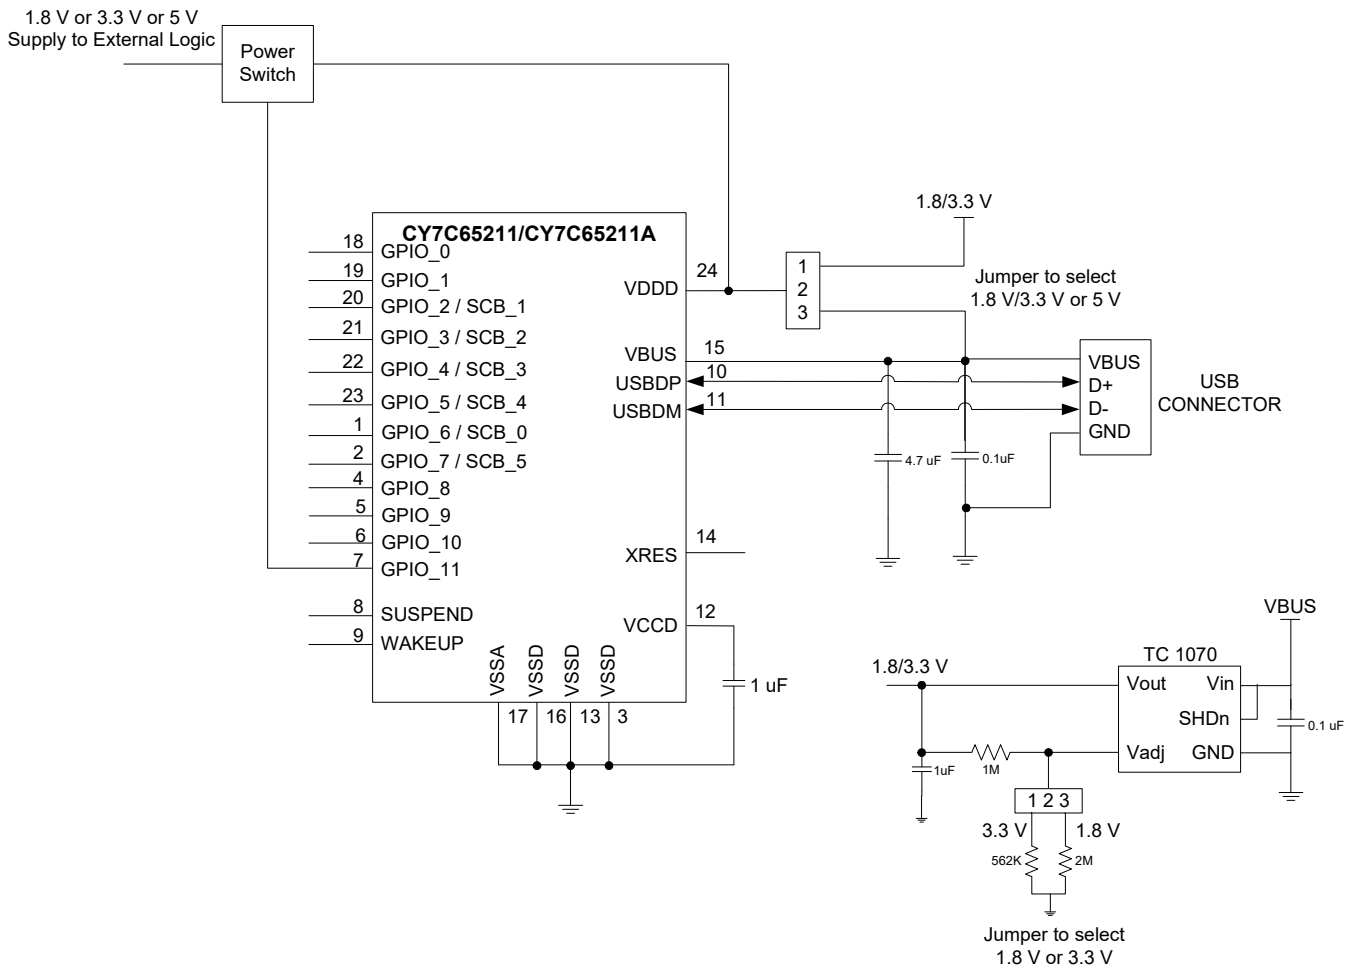 1.8 V or 3.3 V or 5 V
Supply to External Logic
Power
Switch
CY7C65211/CY7C65211A
18 GPIO_0
19 GPIO_1
20 GPIO_2 / SCB_1
21 GPIO_3 / SCB_2
22 GPIO_4 / SCB_3
23 GPIO_5 / SCB_4
1 GPIO_6 / SCB_0
2 GPIO_7 / SCB_5
4 GPIO_8
5 GPIO_9
6 GPIO_10
7 GPIO_11
8 SUSPEND
9 WAKEUP
VDDD 24
VBUS 15
USBDP 10
USBDM 11
XRES 14
VCCD 12
VSSA
VSSD
VSSD
VSSD
17 16 13 3
1 uF
1.8/3.3 V
1
2
3
Jumper to select
1.8 V/3.3 V or 5 V
VBUS
D+
D-
GND
USB
CONNECTOR
4.7 uF
0.1uF
VBUS
TC 1070
1.8/3.3 V
Vout Vin
SHDn
Vadj GND
0.1 uF
1uF
1M
1 2 3
3.3 V 1.8 V
562K 2M
Jumper to select
1.8 V or 3.3 V